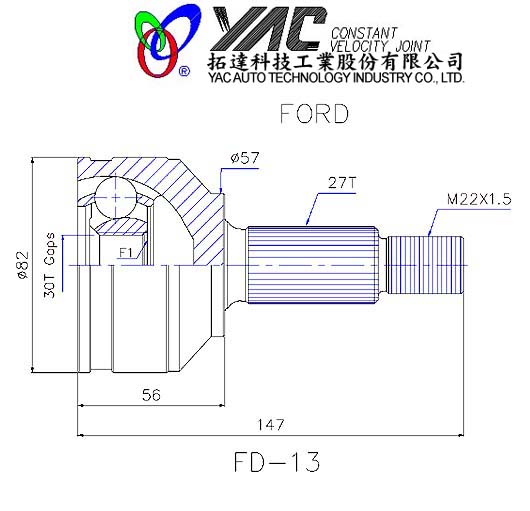 YAC CONSTANT
VELOCITY JOINT
拓達科技工業股份有限公司
® YAC AUTO TECHNOLOGY INDUSTRY CO., LTD.
FORD
ø57
27T
M22X1.5
ø82
30T Gaps
F1
56
147
FD-13